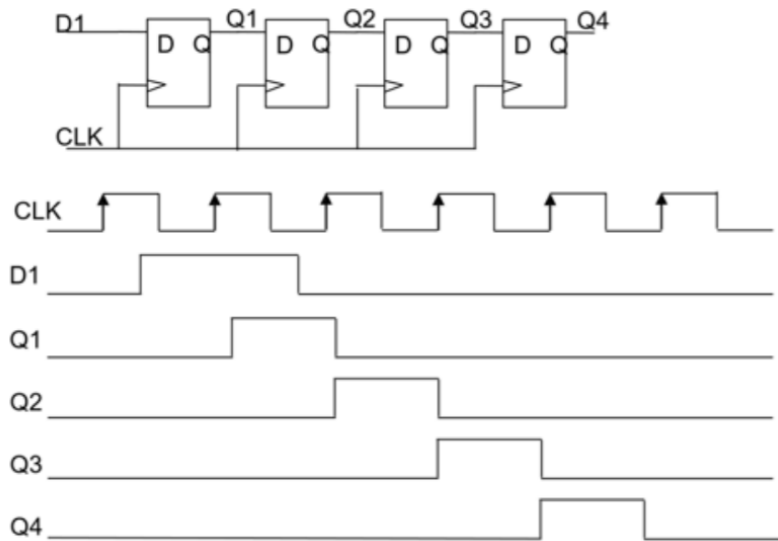 D1 Q1 Q2 Q3 Q4
D Q D Q D Q D Q
CLK
CLK
D1
Q1
Q2
Q3
Q4